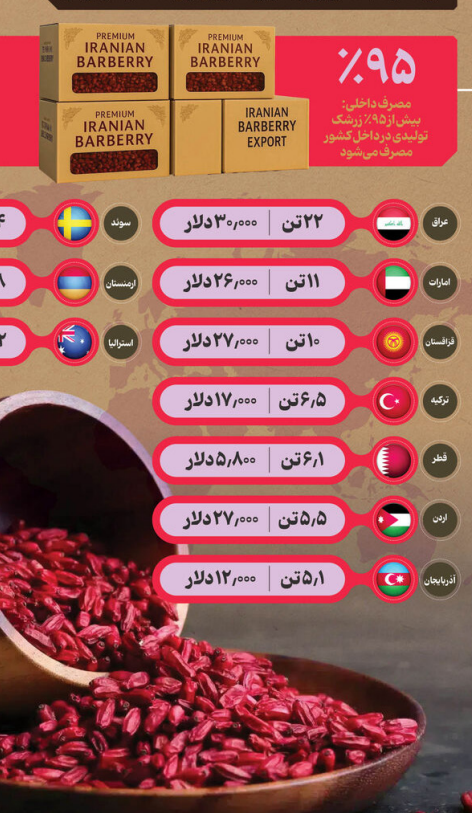 PREMIUM
IRANIAN
BARBERRY
PREMIUM
IRANIAN
BARBERRY
PREMIUM
IRANIAN
BARBERRY
IRANIAN
BARBERRY
EXPORT
٪۹۵
مصرف داخلی:
بیش از ۹۵٪ زرشک
تولیدی در داخل کشور
مصرف می‌شود
عراق
۲۲تن | ۳۰٫۰۰۰دلار
امارات
۱۱تن | ۲۶٫۰۰۰دلار
قزاقستان
۱۰تن | ۲۷٫۰۰۰دلار
ترکیه
۶٫۵تن | ۱۷٫۰۰۰دلار
قطر
۶٫۱تن | ۵٫۸۰۰دلار
اردن
۵٫۵تن | ۲۷٫۰۰۰دلار
آذربایجان
۵٫۱تن | ۱۲٫۰۰۰دلار
سوئد
ارمنستان
استرالیا